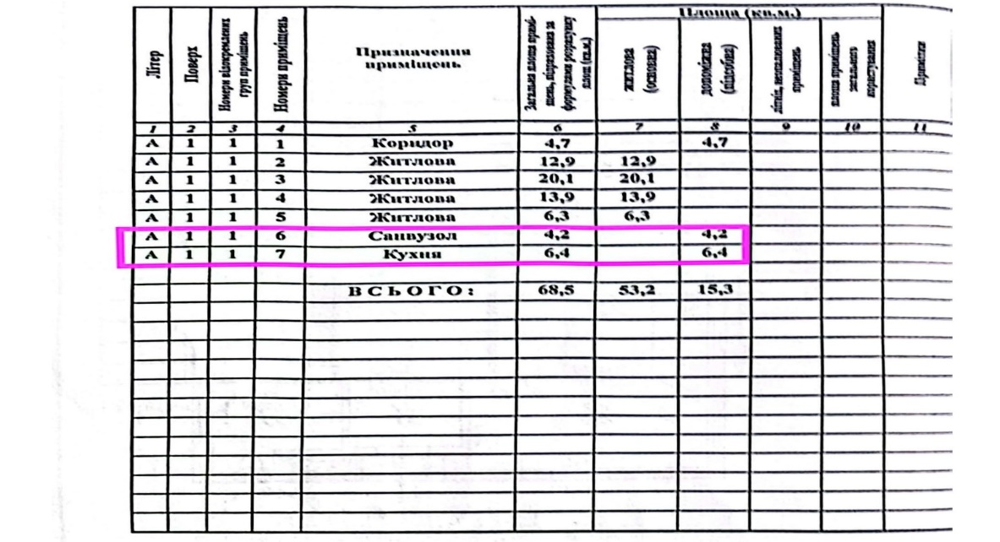 Площа (кв.м.)
Літер Поверх Номери відокремлених груп приміщень Номери приміщень Призначення приміщень Загальна площа приміщень, підрахована за формулами розрахунку площ (кв.м.) житлова (основна) допоміжна (підсобна) літніх, неопалюваних приміщень площа приміщень загального користування Примітки
1 2 3 4 5 6 7 8 9 10 11
А 1 1 1 Коридор 4,7 4,7
А 1 1 2 Житлова 12,9 12,9
А 1 1 3 Житлова 20,1 20,1
А 1 1 4 Житлова 13,9 13,9
А 1 1 5 Житлова 6,3 6,3
А 1 1 6 Санвузол 4,2 4,2
А 1 1 7 Кухня 6,4 6,4
ВСЬОГО: 68,5 53,2 15,3